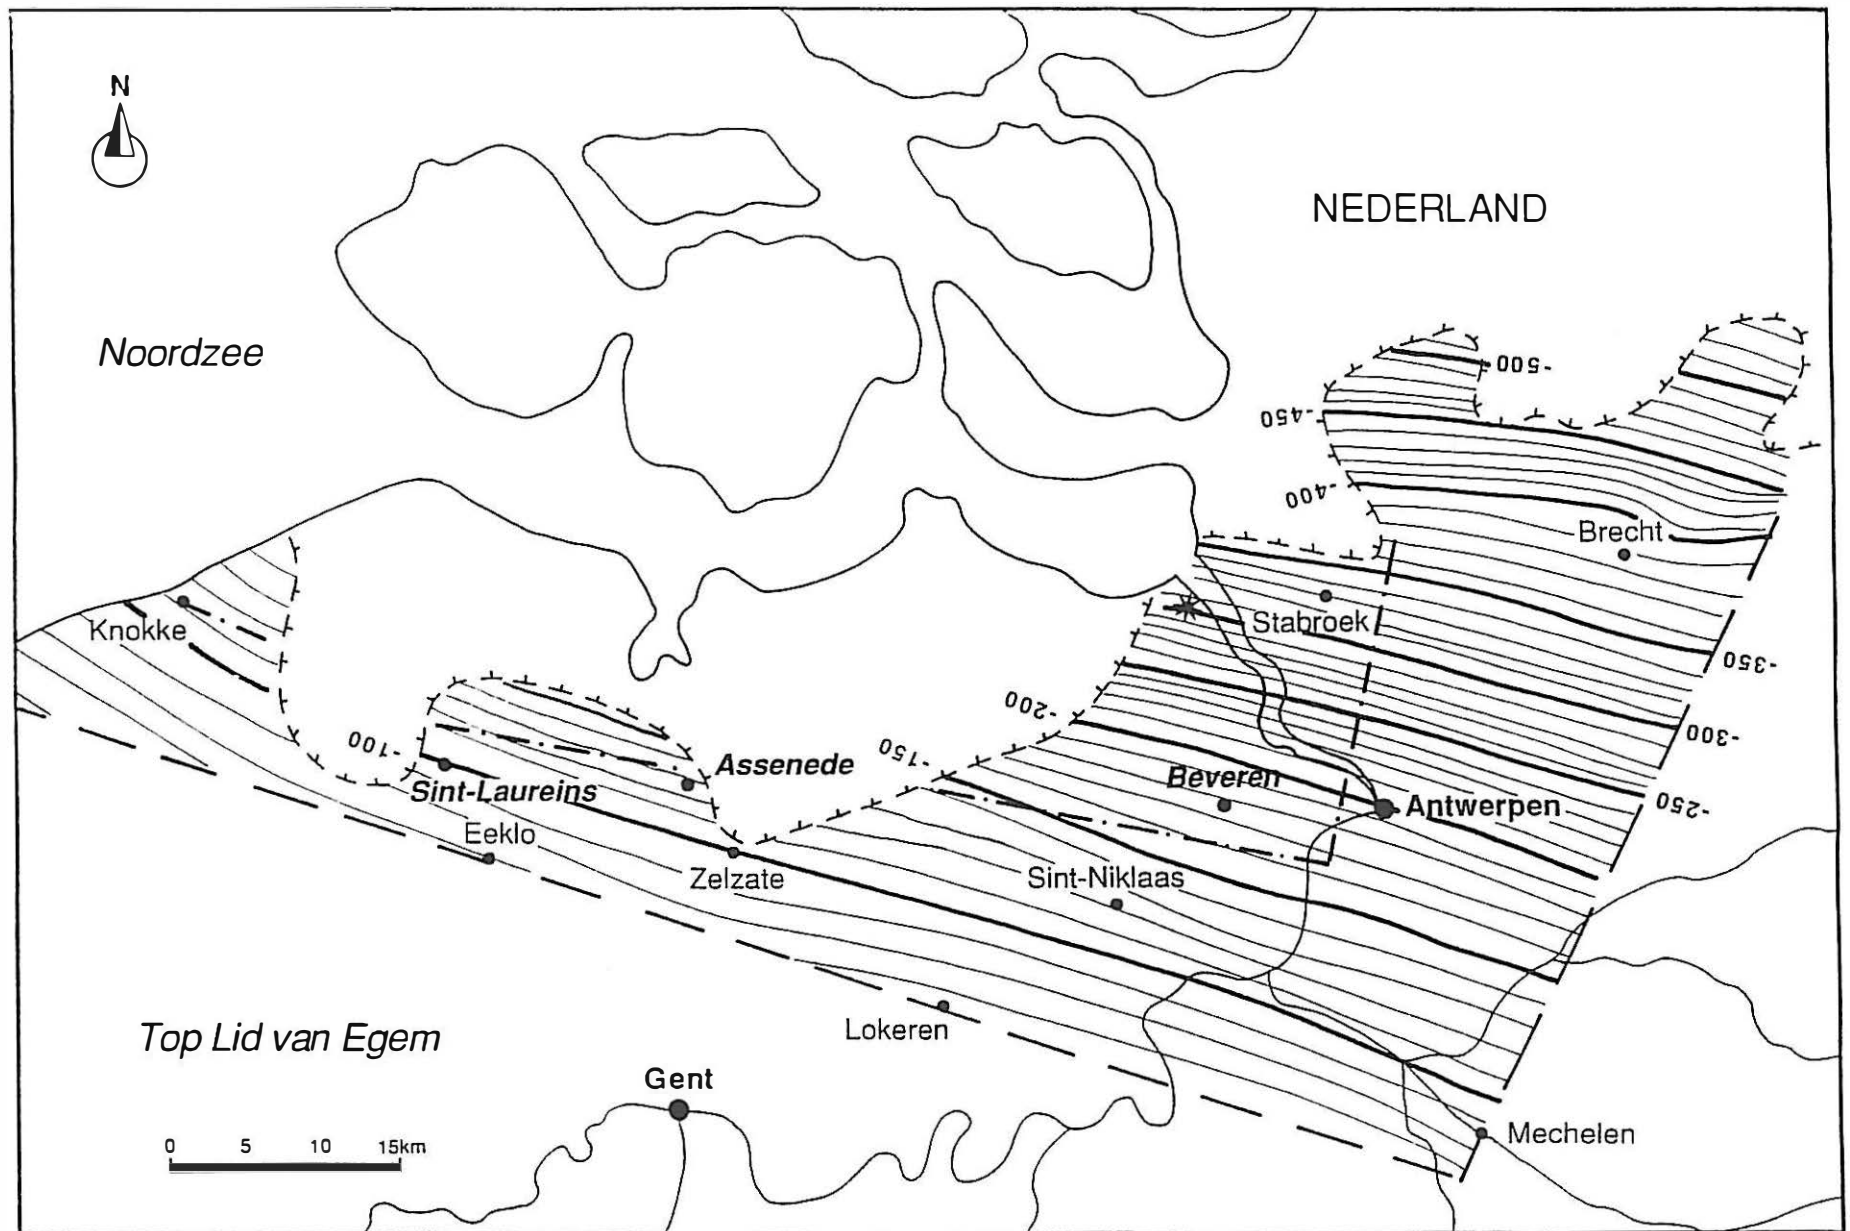 N
NEDERLAND
Noordzee
-500
-450
-400
Brecht
Knokke
Stabroek
-350
-200
-300
-100
-150
Assenede
Beveren
Sint-Laureins
Antwerpen
-250
Eeklo
Zelzate
Sint-Niklaas
Lokeren
Top Lid van Egem
Gent
Mechelen
0 5 10 15km